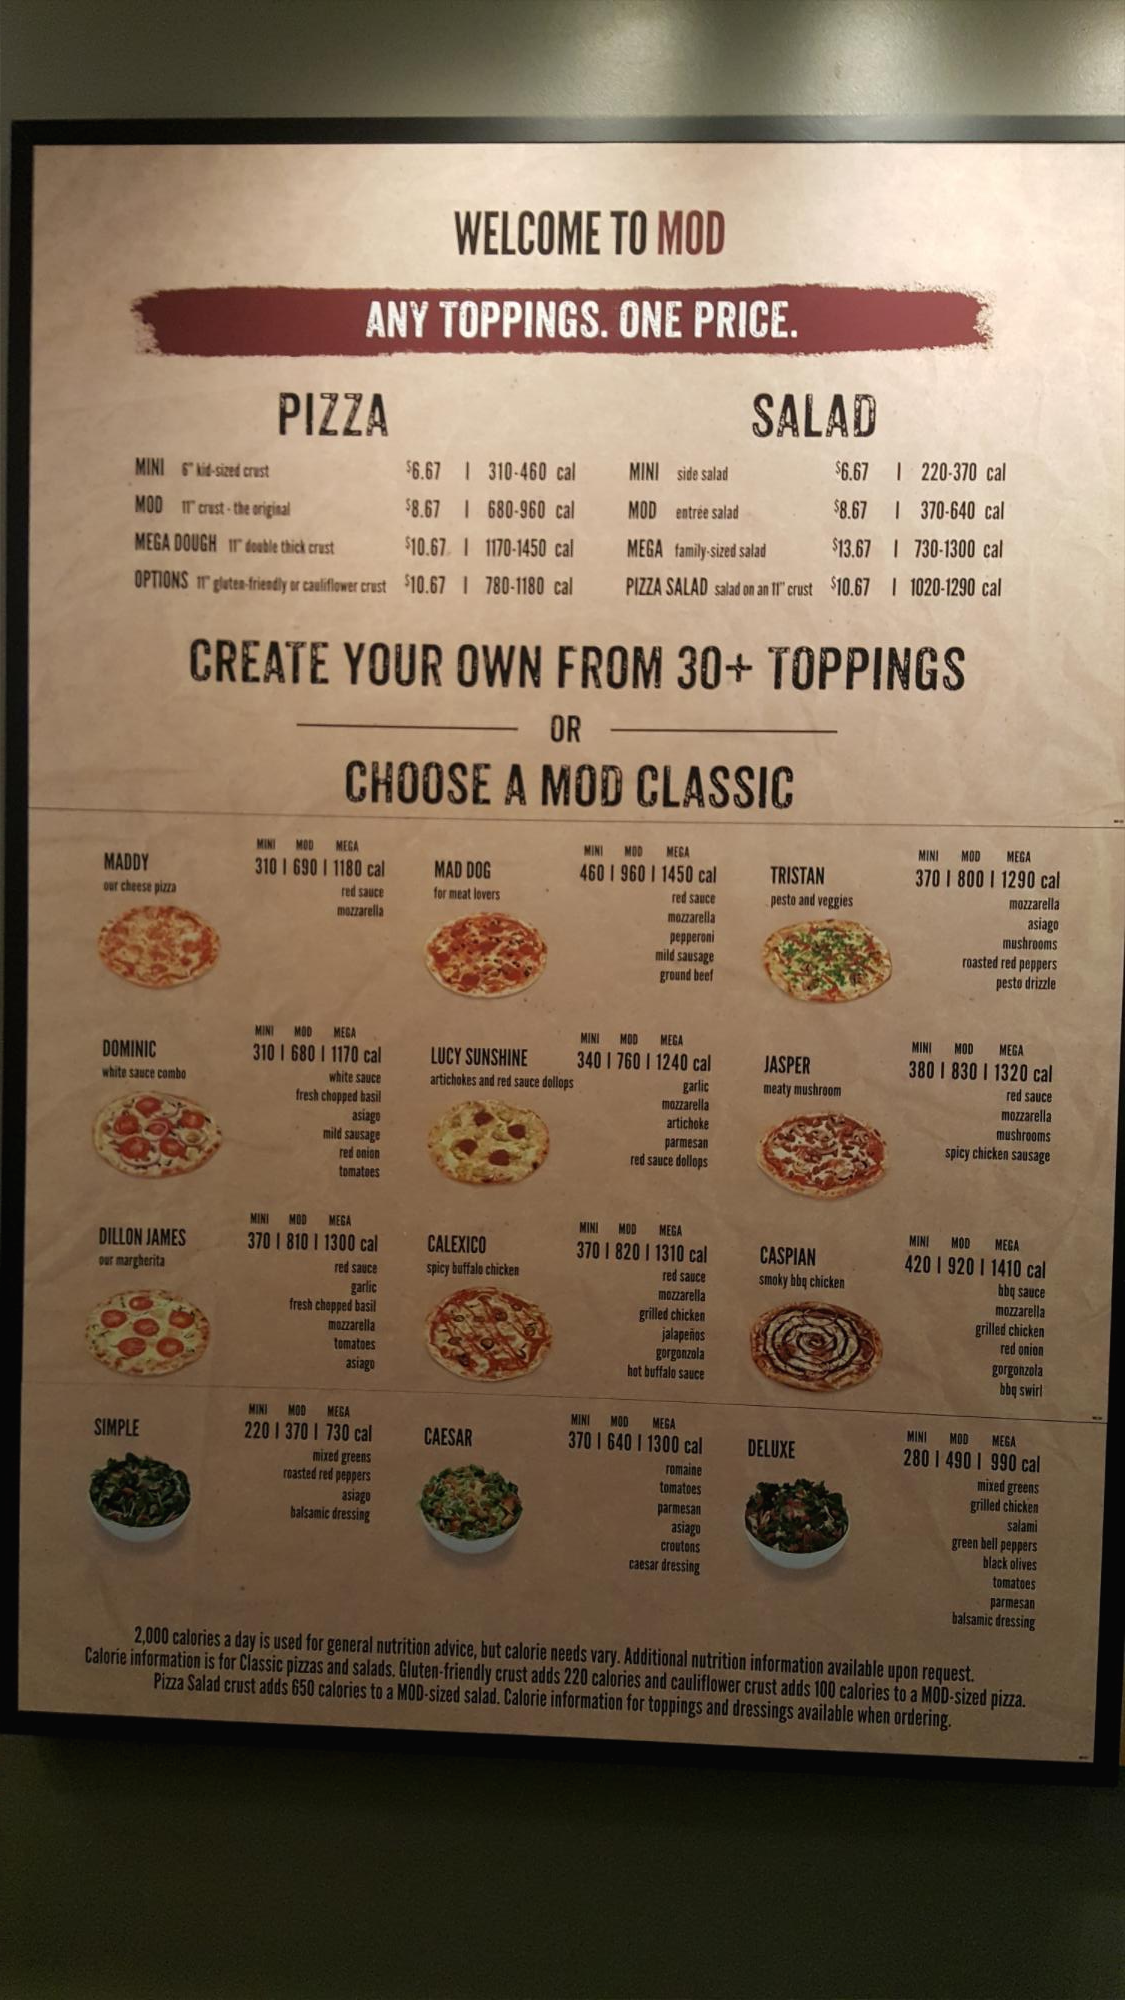 WELCOME TO MOD
ANY TOPPINGS. ONE PRICE.
PIZZA
MINI 6" kid-sized crust $6.67 | 310-460 cal
MOD 11" crust - the original $8.67 | 680-960 cal
MEGA DOUGH 11" double thick crust $10.67 | 1170-1450 cal
OPTIONS 11" gluten-friendly or cauliflower crust $10.67 | 780-1180 cal
SALAD
MINI side salad $6.67 | 220-370 cal
MOD entrée salad $8.67 | 370-640 cal
MEGA family-sized salad $13.67 | 730-1300 cal
PIZZA SALAD salad on an 11" crust $10.67 | 1020-1290 cal
CREATE YOUR OWN FROM 30+ TOPPINGS
OR
CHOOSE A MOD CLASSIC
MADDY
our cheese pizza
MINI MOD MEGA
310 | 690 | 1180 cal
red sauce
mozzarella
MAD DOG
for meat lovers
MINI MOD MEGA
460 | 960 | 1450 cal
red sauce
mozzarella
pepperoni
mild sausage
ground beef
TRISTAN
pesto and veggies
MINI MOD MEGA
370 | 800 | 1290 cal
mozzarella
asiago
mushrooms
roasted red peppers
pesto drizzle
DOMINIC
white sauce combo
MINI MOD MEGA
310 | 680 | 1170 cal
white sauce
fresh chopped basil
asiago
mild sausage
red onion
tomatoes
LUCY SUNSHINE
artichokes and red sauce dollops
MINI MOD MEGA
340 | 760 | 1240 cal
garlic
mozzarella
artichoke
parmesan
red sauce dollops
JASPER
meaty mushroom
MINI MOD MEGA
380 | 830 | 1320 cal
red sauce
mozzarella
mushrooms
spicy chicken sausage
DILLON JAMES
our margherita
MINI MOD MEGA
370 | 810 | 1300 cal
red sauce
garlic
fresh chopped basil
mozzarella
tomatoes
asiago
CALEXICO
spicy buffalo chicken
MINI MOD MEGA
370 | 820 | 1310 cal
red sauce
mozzarella
grilled chicken
jalapeños
gorgonzola
hot buffalo sauce
CASPIAN
smoky bbq chicken
MINI MOD MEGA
420 | 920 | 1410 cal
bbq sauce
mozzarella
grilled chicken
red onion
gorgonzola
bbq swirl
SIMPLE
MINI MOD MEGA
220 | 370 | 730 cal
mixed greens
roasted red peppers
asiago
balsamic dressing
CAESAR
MINI MOD MEGA
370 | 640 | 1300 cal
romaine
tomatoes
parmesan
asiago
croutons
caesar dressing
DELUXE
MINI MOD MEGA
280 | 490 | 990 cal
mixed greens
grilled chicken
salami
green bell peppers
black olives
tomatoes
parmesan
balsamic dressing
2,000 calories a day is used for general nutrition advice, but calorie needs vary. Additional nutrition information available upon request.
Calorie information is for Classic pizzas and salads. Gluten-friendly crust adds 220 calories and cauliflower crust adds 100 calories to a MOD-sized pizza.
Pizza Salad crust adds 650 calories to a MOD-sized salad. Calorie information for toppings and dressings available when ordering.